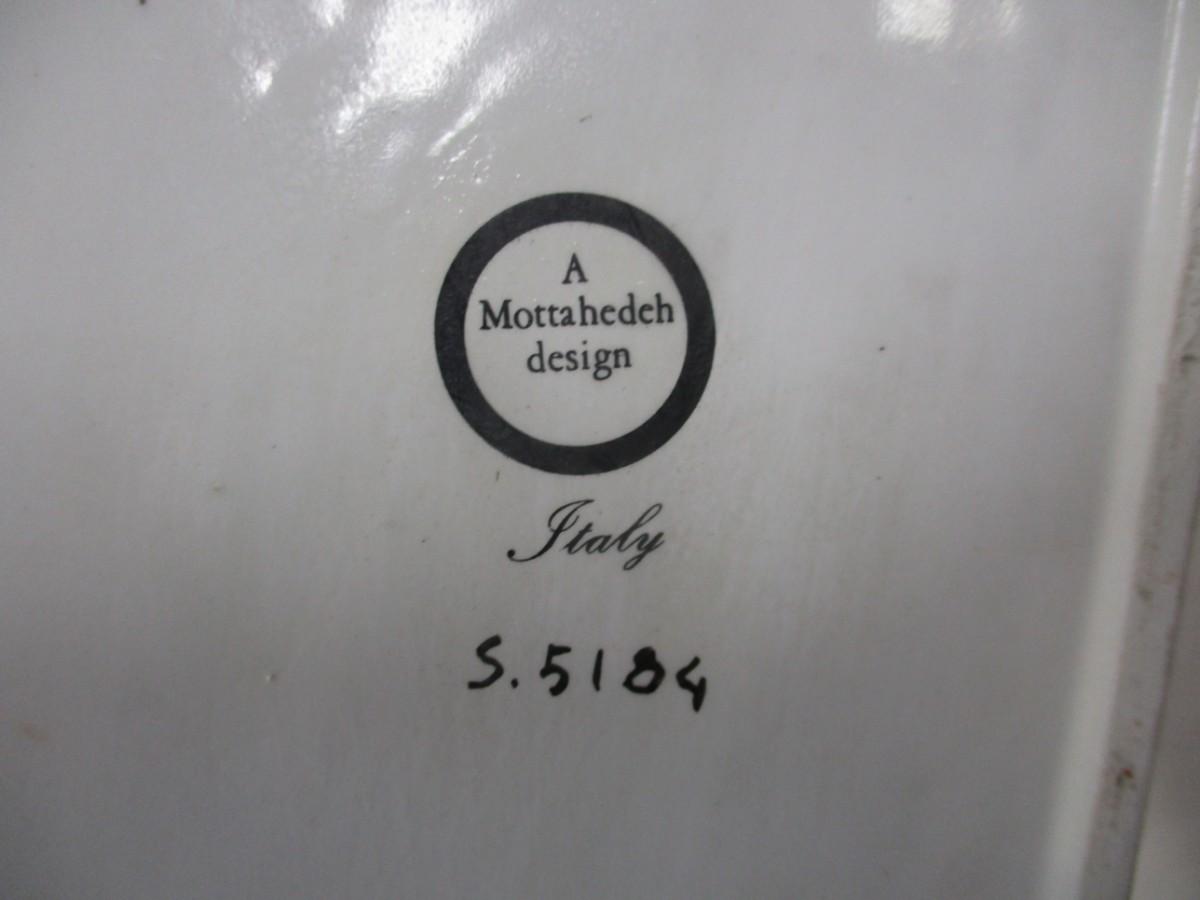 A
Mottahedeh
design
Italy
S. 5184